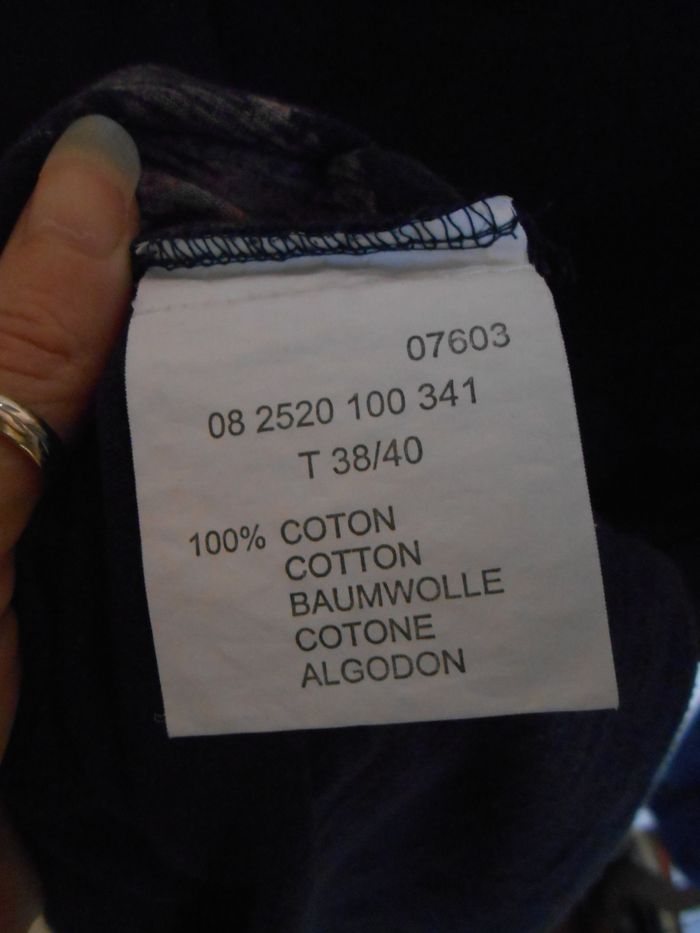 07603
08 2520 100 341
T 38/40
100% COTON
COTTON
BAUMWOLLE
COTONE
ALGODON